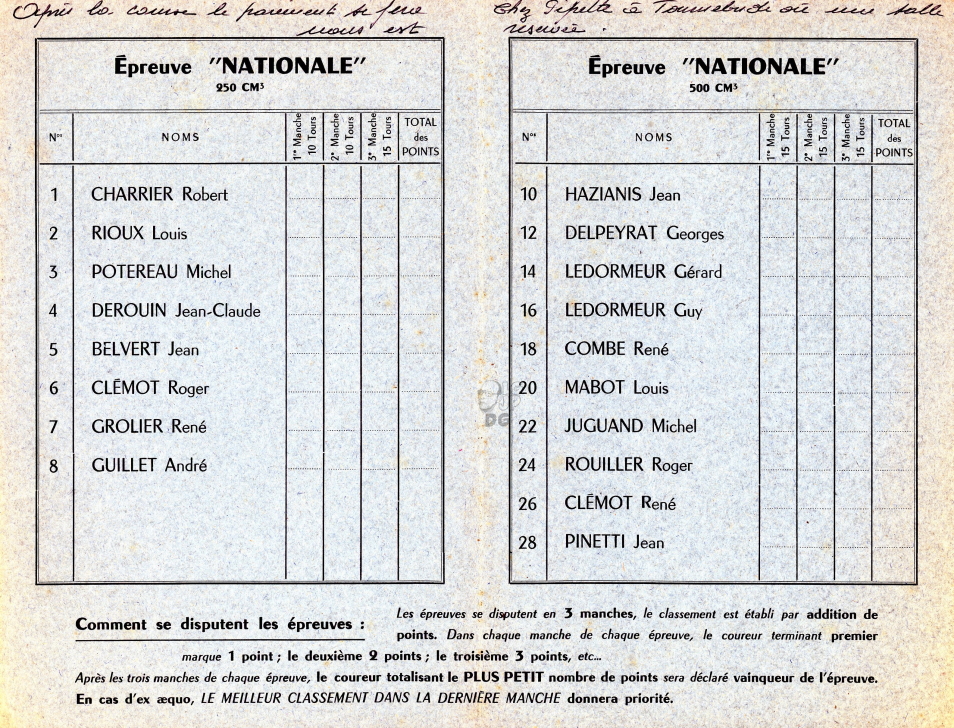 Après la course le paiement se fera Chez Pipette à Tonnebude où une salle
nous est réservée.
Épreuve "NATIONALE"
250 CM³
Nos NOMS 1re Manche 10 Tours 2e Manche 10 Tours 3e Manche 15 Tours TOTAL des POINTS
1 CHARRIER Robert
2 RIOUX Louis
3 POTEREAU Michel
4 DEROUIN Jean-Claude
5 BELVERT Jean
6 CLÉMOT Roger
7 GROLIER René
8 GUILLET André
Épreuve "NATIONALE"
500 CM³
Nos NOMS 1re Manche 15 Tours 2e Manche 15 Tours 3e Manche 15 Tours TOTAL des POINTS
10 HAZIANIS Jean
12 DELPEYRAT Georges
14 LEDORMEUR Gérard
16 LEDORMEUR Guy
18 COMBE René
20 MABOT Louis
22 JUGUAND Michel
24 ROUILLER Roger
26 CLÉMOT René
28 PINETTI Jean
DG
Comment se disputent les épreuves :
Les épreuves se disputent en 3 manches, le classement est établi par addition de
points. Dans chaque manche de chaque épreuve, le coureur terminant premier
marque 1 point ; le deuxième 2 points ; le troisième 3 points, etc...
Après les trois manches de chaque épreuve, le coureur totalisant le PLUS PETIT nombre de points sera déclaré vainqueur de l'épreuve.
En cas d'ex æquo, LE MEILLEUR CLASSEMENT DANS LA DERNIÈRE MANCHE donnera priorité.